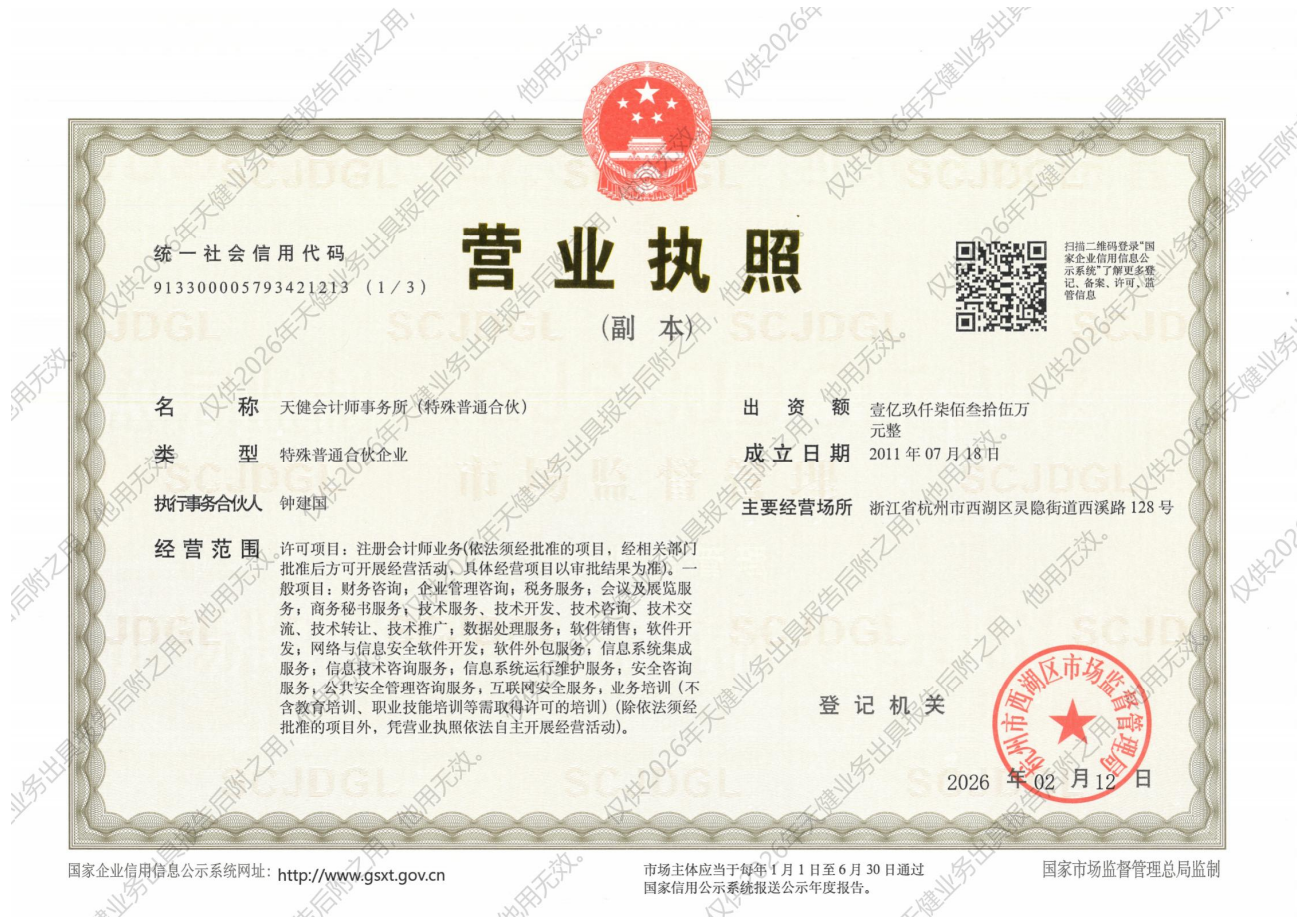 营业执照
(副 本)
统一社会信用代码
913300005793421213 (1/3)
扫描二维码登录“国
家企业信用信息公
示系统”了解更多登
记、备案、许可、监
管信息
名 称 天健会计师事务所（特殊普通合伙）
类 型 特殊普通合伙企业
执行事务合伙人 钟建国
经营范围 许可项目：注册会计师业务(依法须经批准的项目，经相关部门
批准后方可开展经营活动，具体经营项目以审批结果为准)。一
般项目：财务咨询；企业管理咨询；税务服务；会议及展览服
务；商务秘书服务；技术服务、技术开发、技术咨询、技术交
流、技术转让、技术推广；数据处理服务；软件销售；软件开
发；网络与信息安全软件开发；软件外包服务；信息系统集成
服务；信息技术咨询服务；信息系统运行维护服务；安全咨询
服务；公共安全管理咨询服务；互联网安全服务；业务培训（不
含教育培训、职业技能培训等需取得许可的培训）(除依法须经
批准的项目外，凭营业执照依法自主开展经营活动)。
出 资 额 壹亿玖仟柒佰叁拾伍万
元整
成立日期 2011 年 07 月 18 日
主要经营场所 浙江省杭州市西湖区灵隐街道西溪路 128 号
登记机关
杭州市西湖区市场监督管理局
2026 年 02 月 12 日
国家企业信用信息公示系统网址：http://www.gsxt.gov.cn
市场主体应当于每年 1 月 1 日至 6 月 30 日通过
国家信用公示系统报送公示年度报告。
国家市场监督管理总局监制
仅供2026年天健业务出具报告后附之用，他用无效。
SCJDGL
市场监督管理